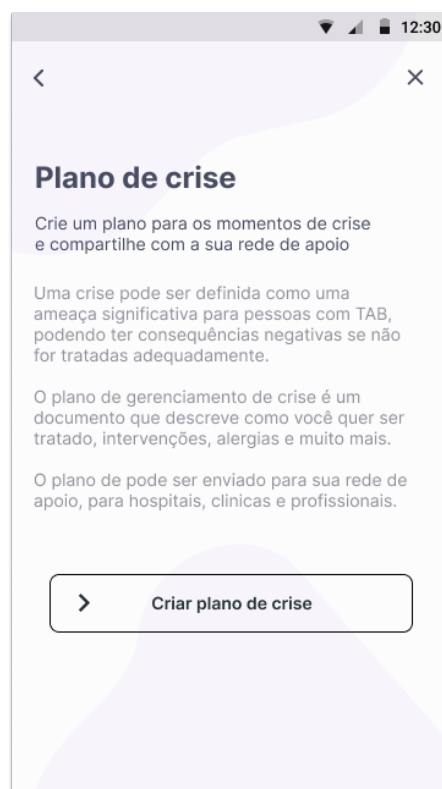 12:30
Plano de crise
Crie um plano para os momentos de crise
e compartilhe com a sua rede de apoio
Uma crise pode ser definida como uma
ameaça significativa para pessoas com TAB,
podendo ter consequências negativas se não
for tratadas adequadamente.
O plano de gerenciamento de crise é um
documento que descreve como você quer ser
tratado, intervenções, alergias e muito mais.
O plano de pode ser enviado para sua rede de
apoio, para hospitais, clinicas e profissionais.
Criar plano de crise